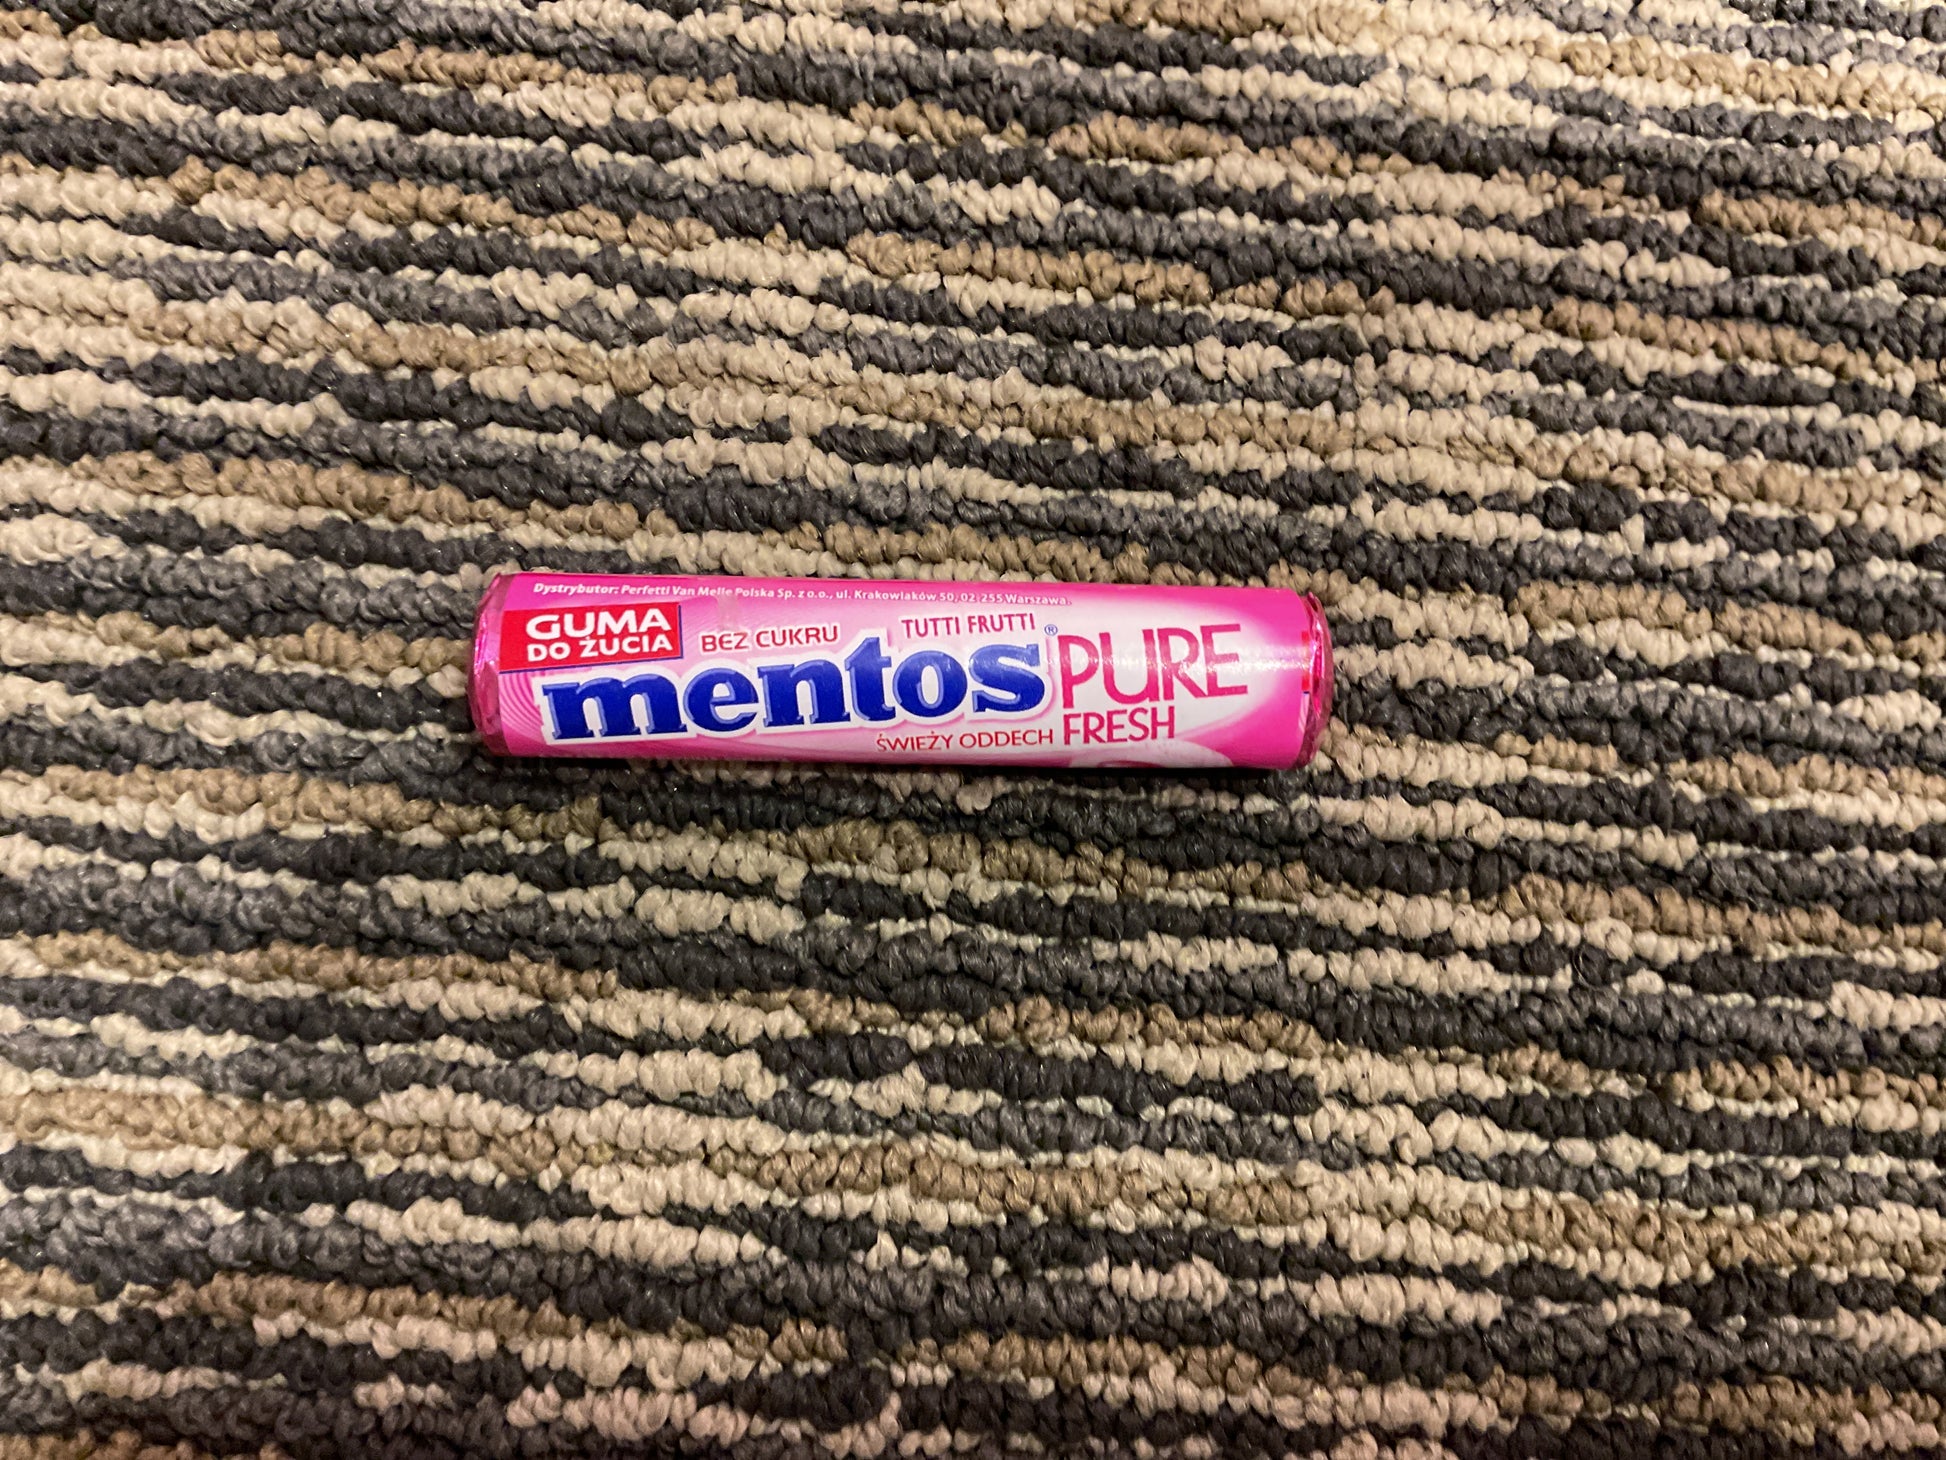 Dystrybutor: Perfetti Van Melle Polska Sp. z o.o., ul. Krakowiaków 50, 02-255 Warszawa.
GUMA
DO ŻUCIA
BEZ CUKRU
TUTTI FRUTTI
mentos® PURE
FRESH
ŚWIEŻY ODDECH